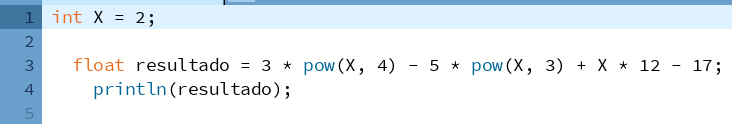 1 int X = 2;
2
3 float resultado = 3 * pow(X, 4) - 5 * pow(X, 3) + X * 12 - 17;
4 println(resultado);
5